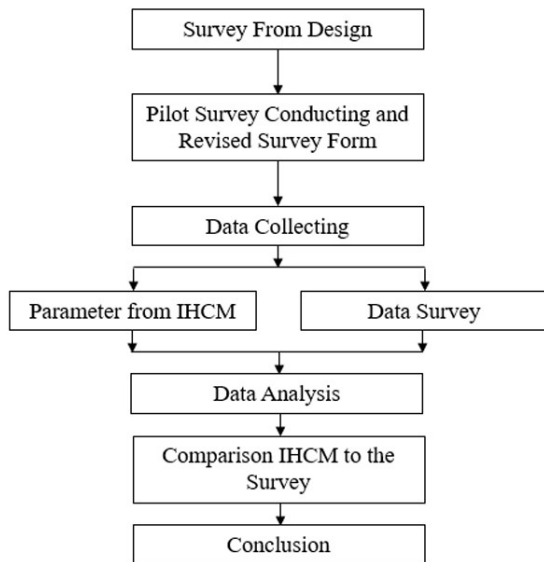 Survey From Design
Pilot Survey Conducting and
Revised Survey Form
Data Collecting
Parameter from IHCM
Data Survey
Data Analysis
Comparison IHCM to the
Survey
Conclusion